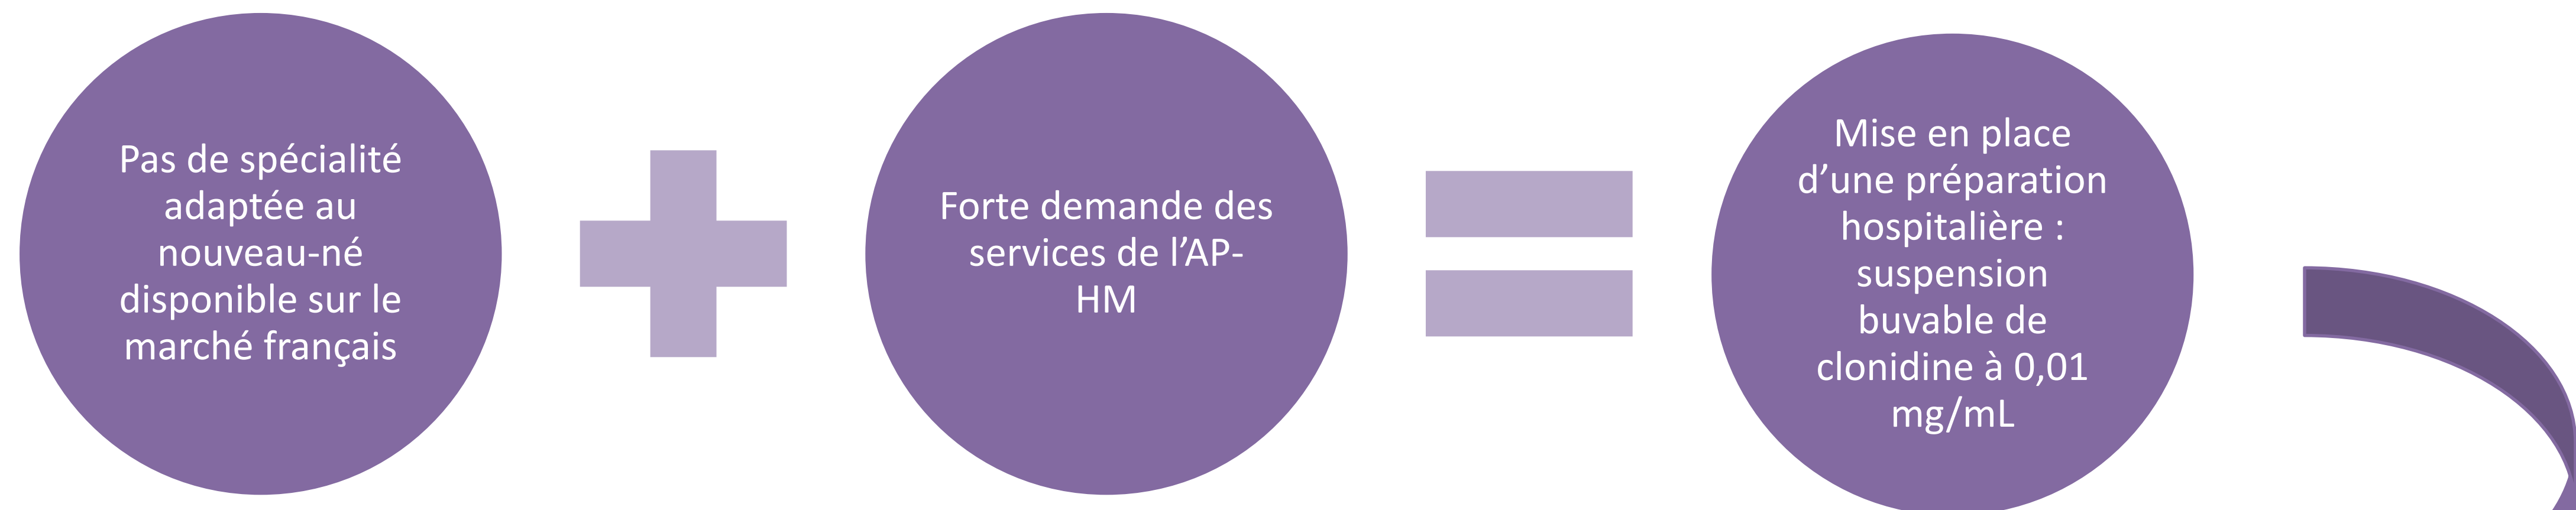 Pas de spécialité
adaptée au
nouveau-né
disponible sur le
marché français
Forte demande des
services de l’AP-
HM
Mise en place
d’une préparation
hospitalière :
suspension
buvable de
clonidine à 0,01
mg/mL